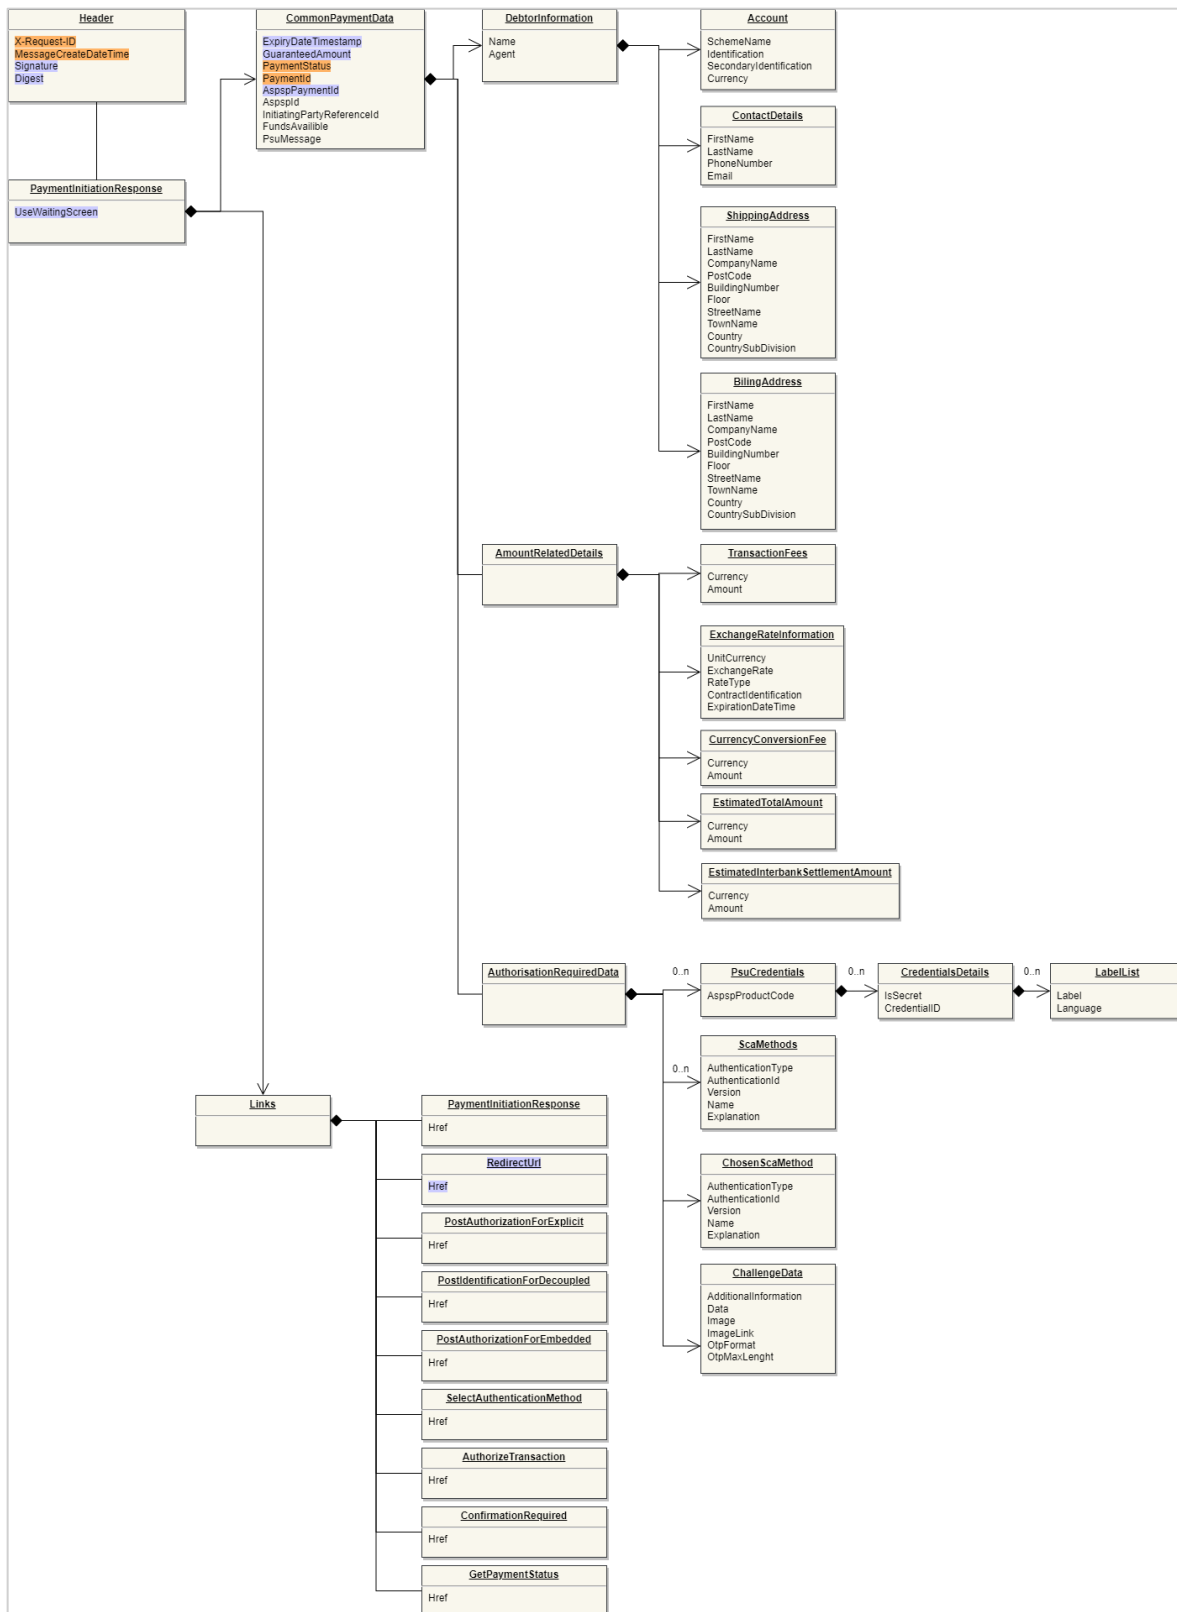 Header
X-Request-ID
MessageCreateDateTime
Signature
Digest
PaymentInitiationResponse
UseWaitingScreen
CommonPaymentData
ExpiryDateTimestamp
GuaranteedAmount
PaymentStatus
PaymentId
AspspPaymentId
AspspId
InitiatingPartyReferenceId
FundsAvailible
PsuMessage
DebtorInformation
Name
Agent
Account
SchemeName
Identification
SecondaryIdentification
Currency
ContactDetails
FirstName
LastName
PhoneNumber
Email
ShippingAddress
FirstName
LastName
CompanyName
PostCode
BuildingNumber
Floor
StreetName
TownName
Country
CountrySubDivision
BilingAddress
FirstName
LastName
CompanyName
PostCode
BuildingNumber
Floor
StreetName
TownName
Country
CountrySubDivision
AmountRelatedDetails
TransactionFees
Currency
Amount
ExchangeRateInformation
UnitCurrency
ExchangeRate
RateType
ContractIdentification
ExpirationDateTime
CurrencyConversionFee
Currency
Amount
EstimatedTotalAmount
Currency
Amount
EstimatedInterbankSettlementAmount
Currency
Amount
AuthorisationRequiredData
0..n
PsuCredentials
AspspProductCode
0..n
CredentialsDetails
IsSecret
CredentialID
0..n
LabelList
Label
Language
0..n
ScaMethods
AuthenticationType
AuthenticationId
Version
Name
Explanation
ChosenScaMethod
AuthenticationType
AuthenticationId
Version
Name
Explanation
ChallengeData
AdditionalInformation
Data
Image
ImageLink
OtpFormat
OtpMaxLenght
Links
PaymentInitiationResponse
Href
RedirectUrl
Href
PostAuthorizationForExplicit
Href
PostIdentificationForDecoupled
Href
PostAuthorizationForEmbedded
Href
SelectAuthenticationMethod
Href
AuthorizeTransaction
Href
ConfirmationRequired
Href
GetPaymentStatus
Href